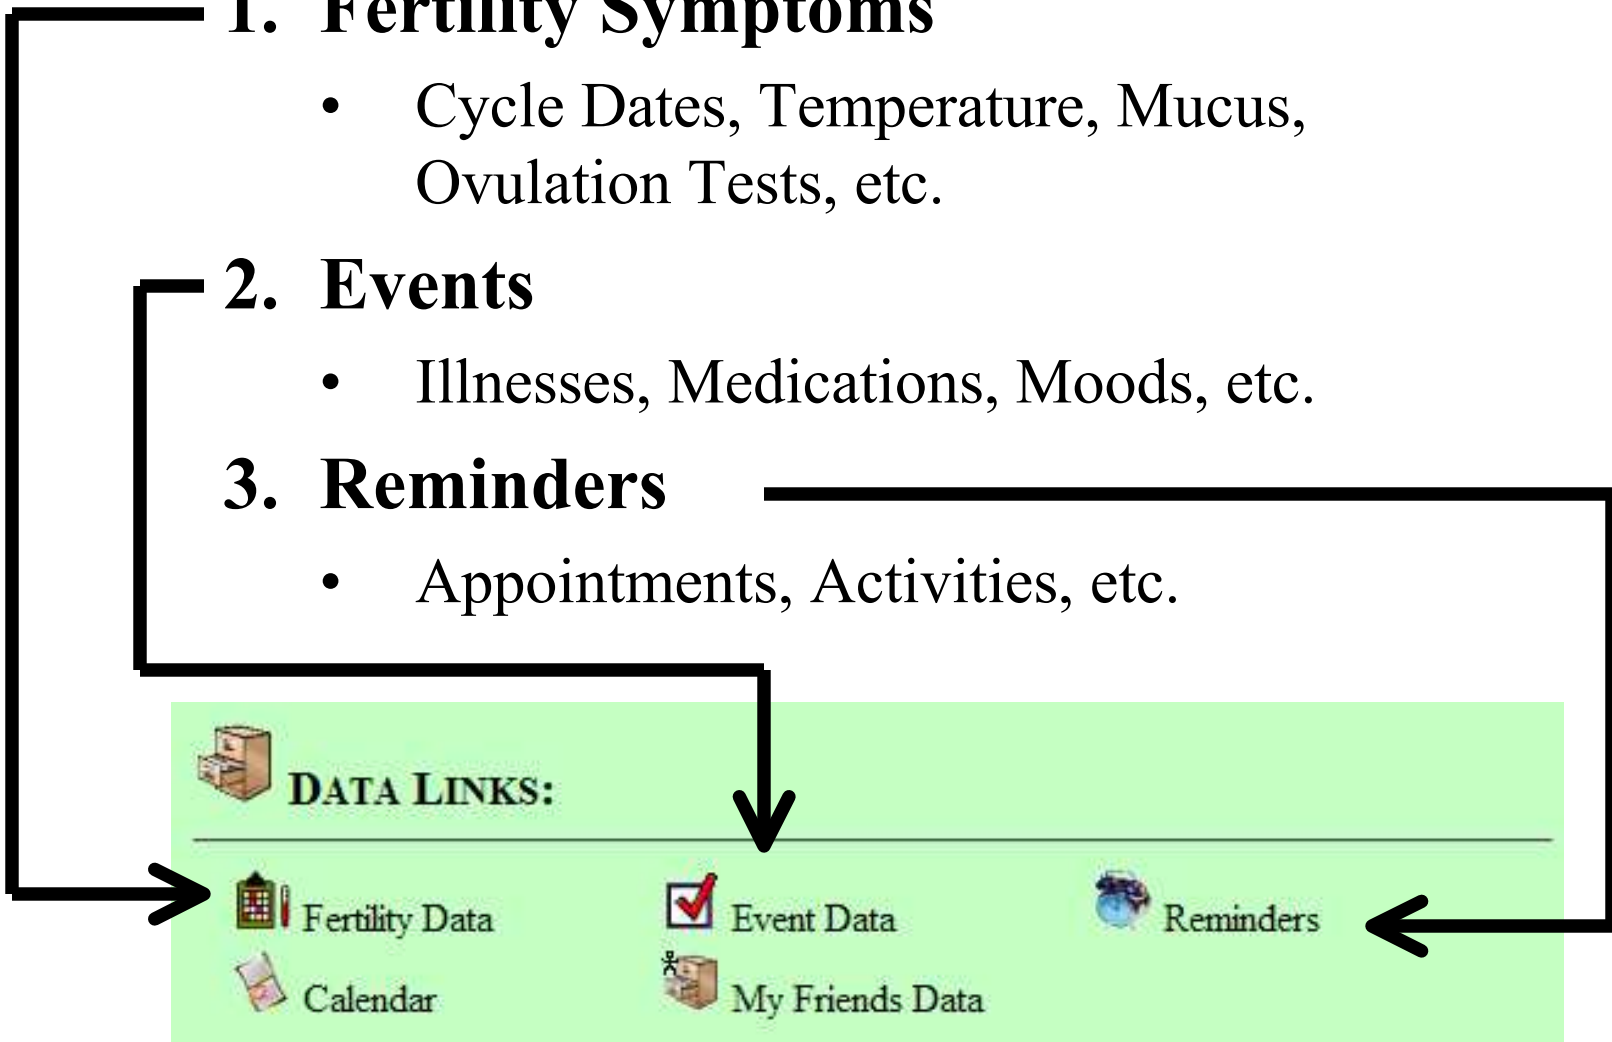 1. Fertility Symptoms
• Cycle Dates, Temperature, Mucus,
Ovulation Tests, etc.
2. Events
• Illnesses, Medications, Moods, etc.
3. Reminders
• Appointments, Activities, etc.
DATA LINKS:
Fertility Data Event Data Reminders
Calendar My Friends Data